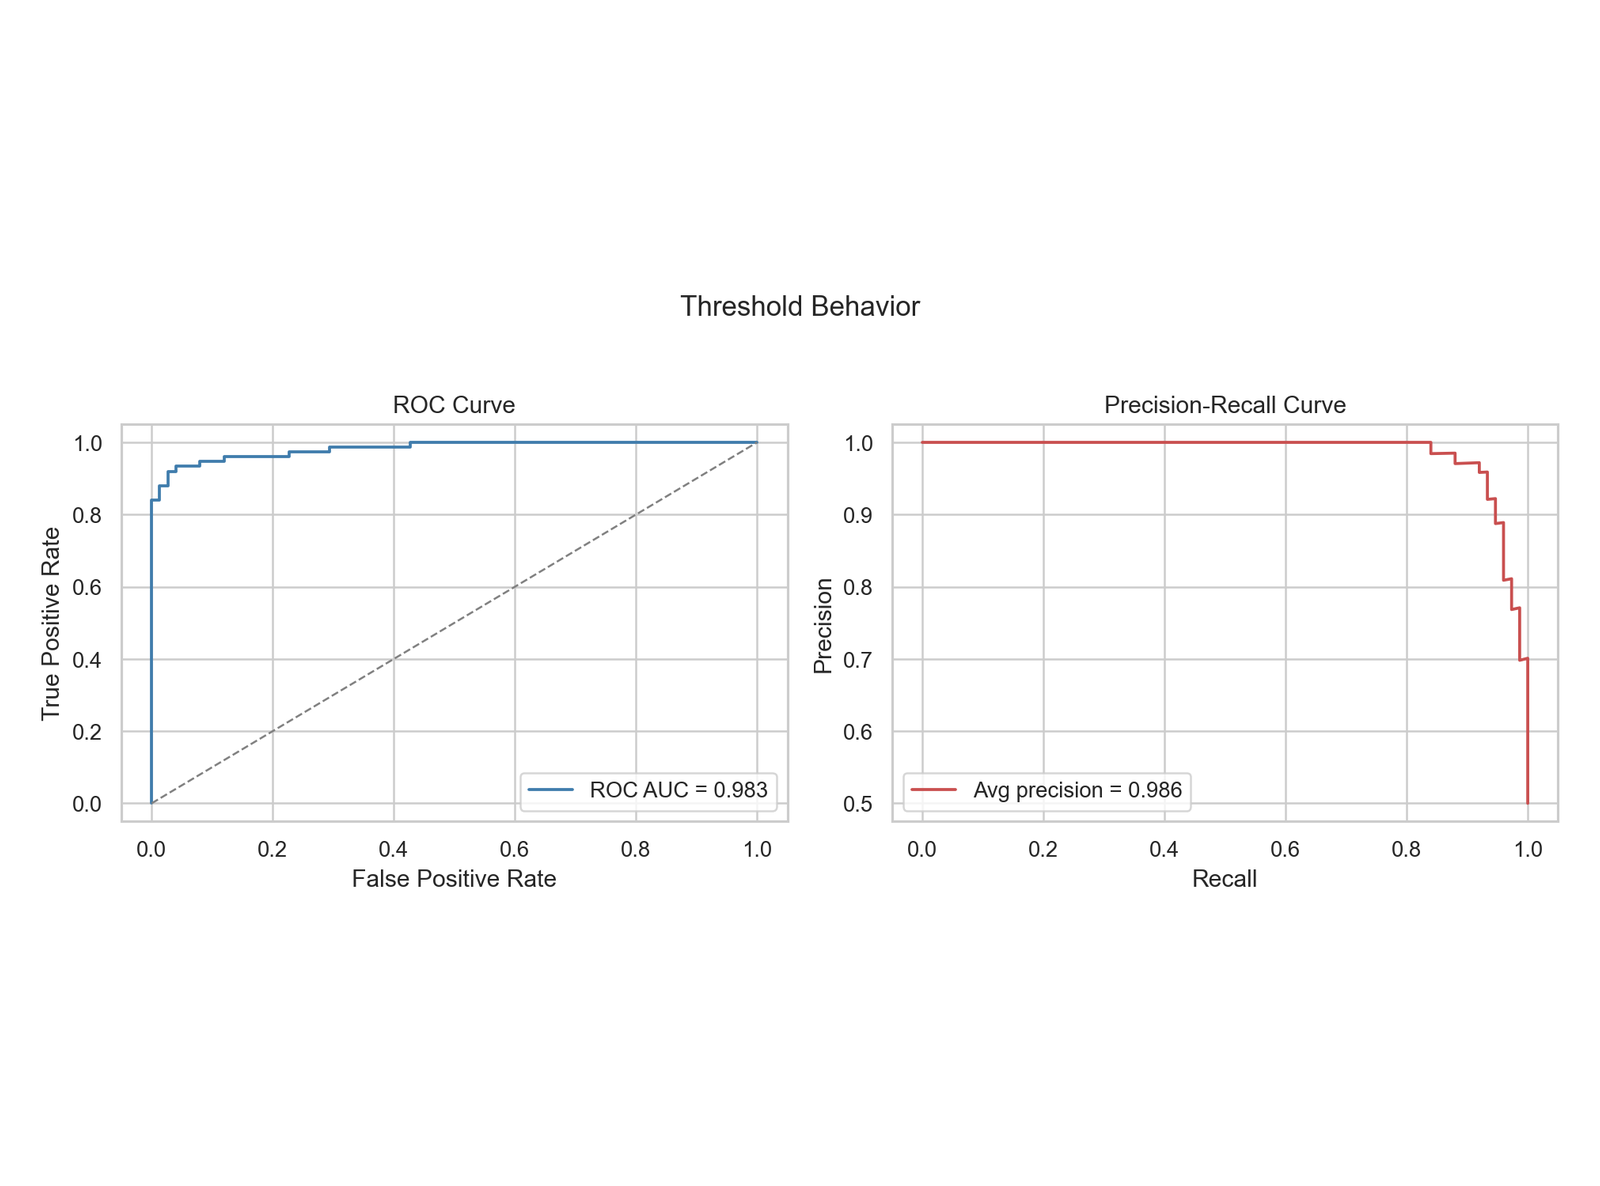 Threshold Behavior
ROC Curve
1.0
0.8
0.6
0.4
0.2
0.0
True Positive Rate
ROC AUC = 0.983
0.0 0.2 0.4 0.6 0.8 1.0
False Positive Rate
Precision-Recall Curve
1.0
0.9
0.8
0.7
0.6
0.5
Precision
Avg precision = 0.986
0.0 0.2 0.4 0.6 0.8 1.0
Recall